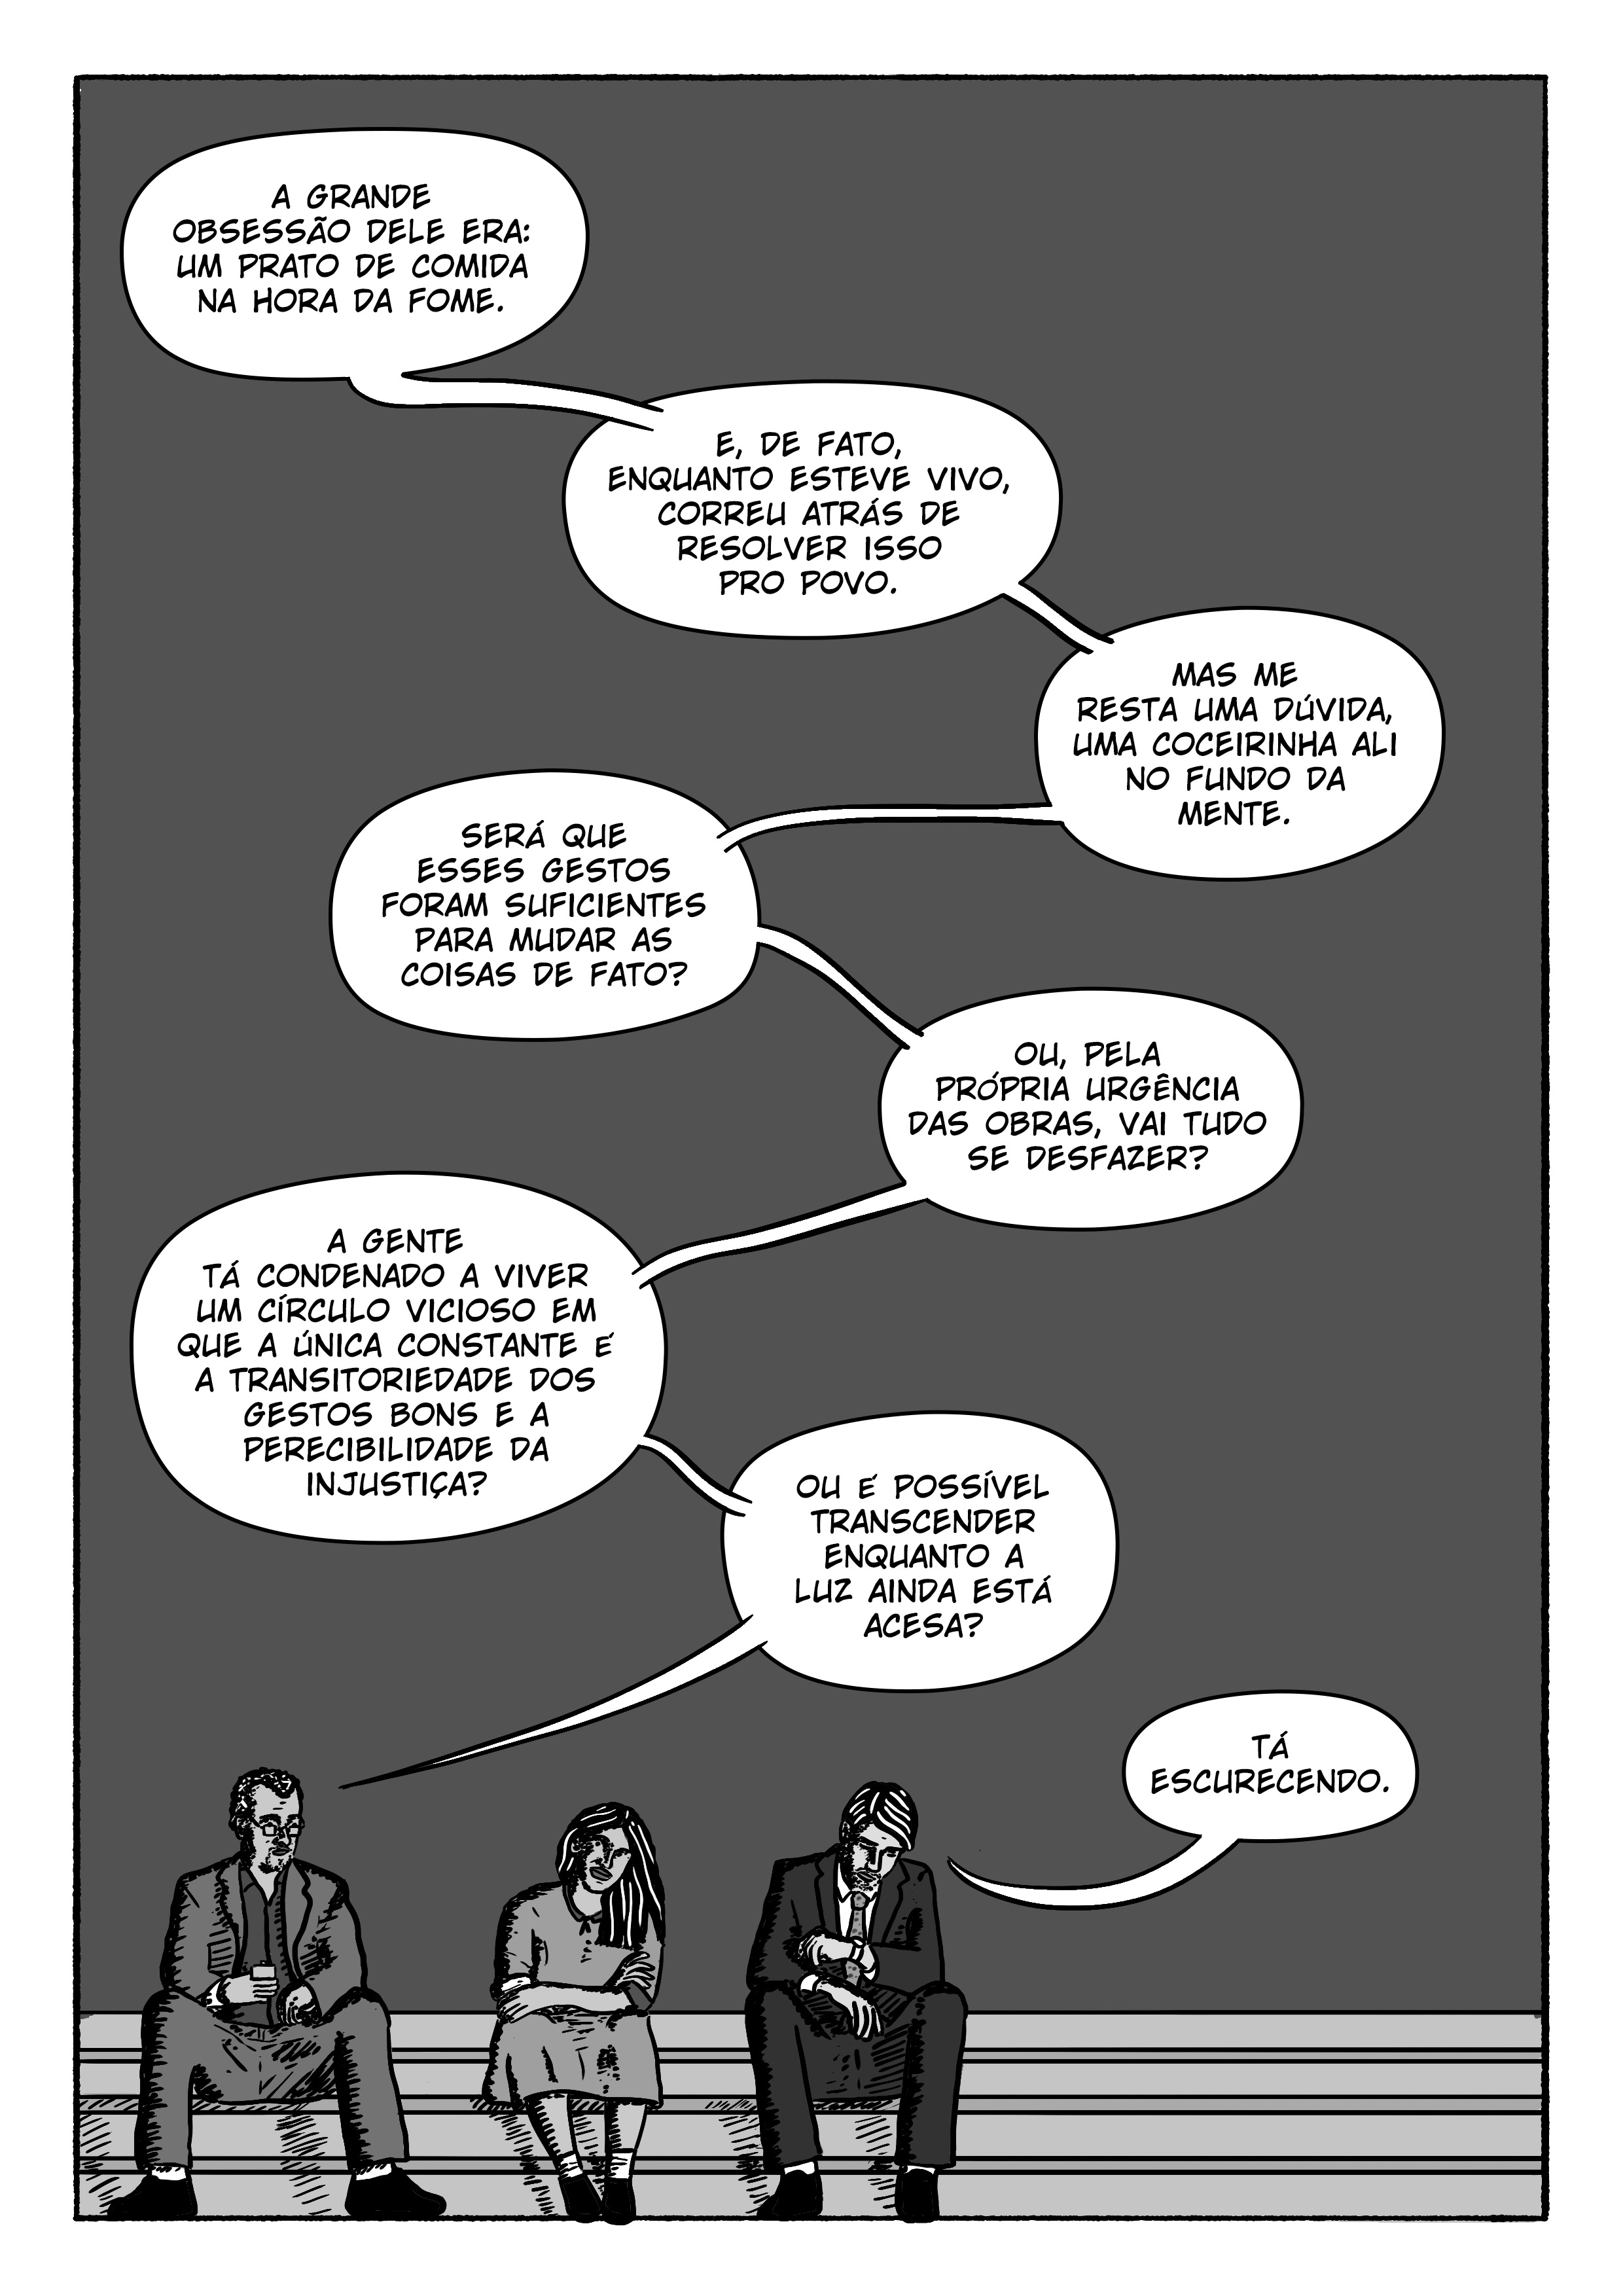 A GRANDE
OBSESSÃO DELE ERA:
UM PRATO DE COMIDA
NA HORA DA FOME.
E, DE FATO,
ENQUANTO ESTEVE VIVO,
CORREU ATRÁS DE
RESOLVER ISSO
PRO POVO.
MAS ME
RESTA UMA DÚVIDA,
UMA COCEIRINHA ALI
NO FUNDO DA
MENTE.
SERÁ QUE
ESSES GESTOS
FORAM SUFICIENTES
PARA MUDAR AS
COISAS DE FATO?
OU, PELA
PRÓPRIA URGÊNCIA
DAS OBRAS, VAI TUDO
SE DESFAZER?
A GENTE
TÁ CONDENADO A VIVER
UM CÍRCULO VICIOSO EM
QUE A ÚNICA CONSTANTE É
A TRANSITORIEDADE DOS
GESTOS BONS E A
PERECIBILIDADE DA
INJUSTIÇA?
OU É POSSÍVEL
TRANSCENDER
ENQUANTO A
LUZ AINDA ESTÁ
ACESA?
TÁ
ESCURECENDO.